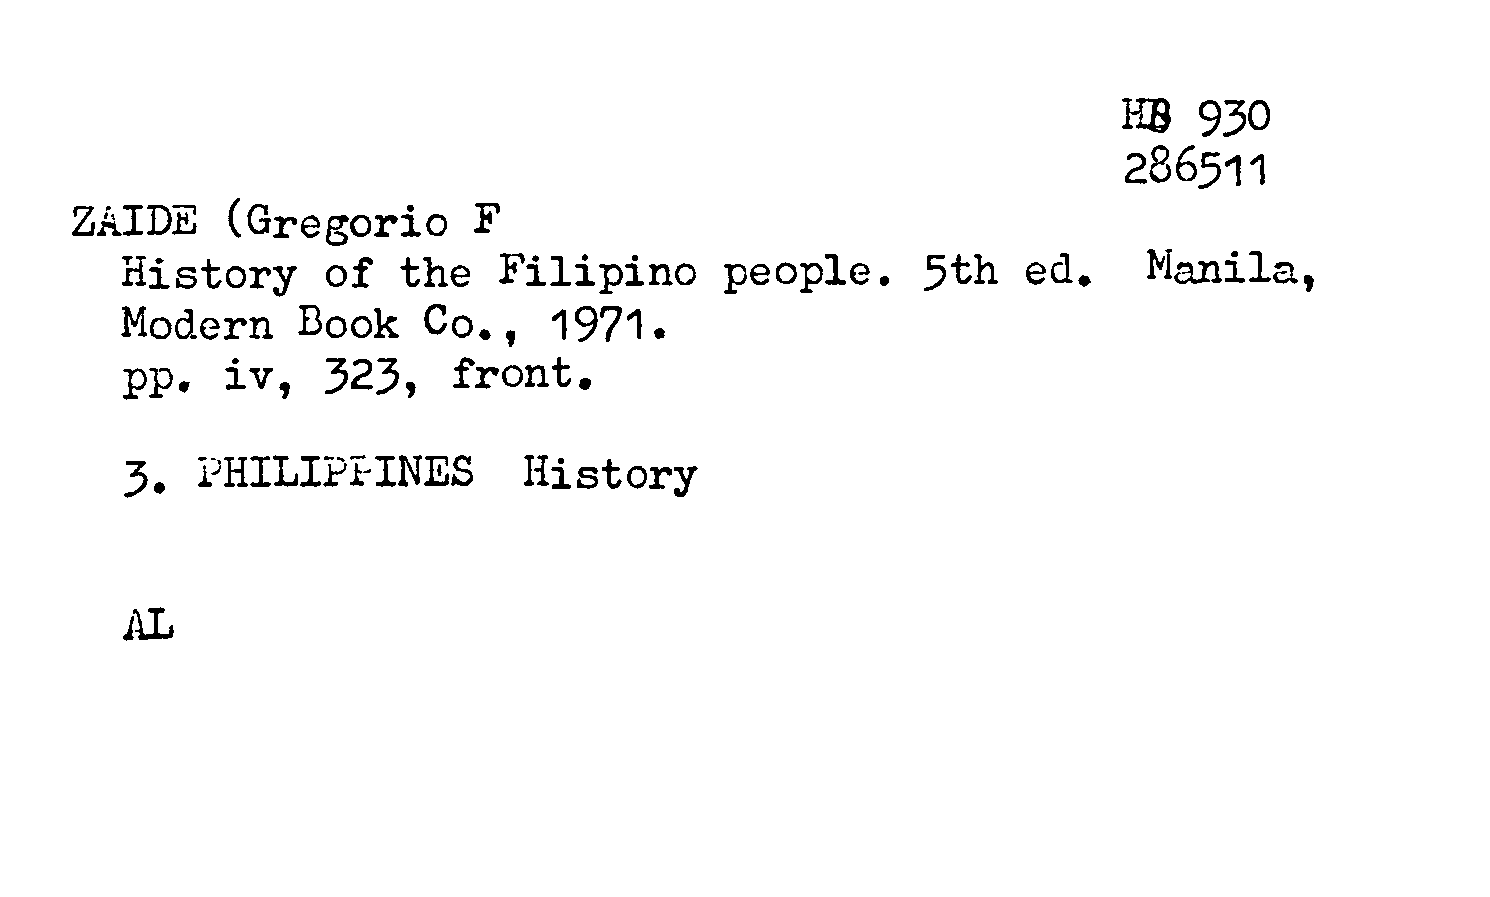 HB 930
286511
ZAIDE (Gregorio F
History of the Filipino people. 5th ed. Manila,
Modern Book Co., 1971.
pp. iv, 323, front.
3. PHILIPPINES History
AL